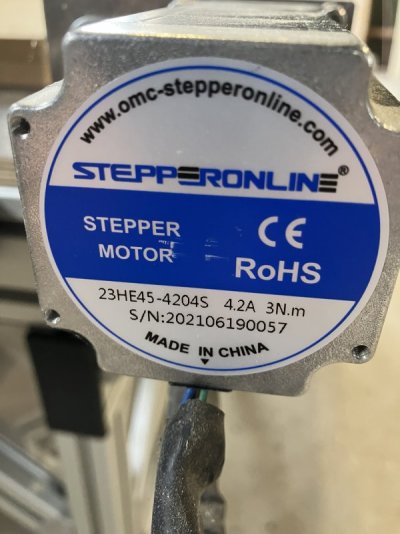 www.omc-stepperonline.com
STEPPERONLINE®
STEPPER
MOTOR
CE
RoHS
23HE45-4204S 4.2A 3N.m
S/N:202106190057
MADE IN CHINA